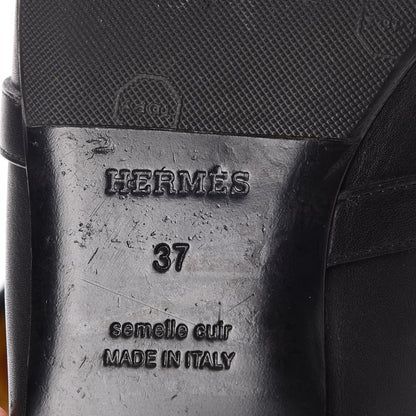 HERMÈS
37
semelle cuir
MADE IN ITALY